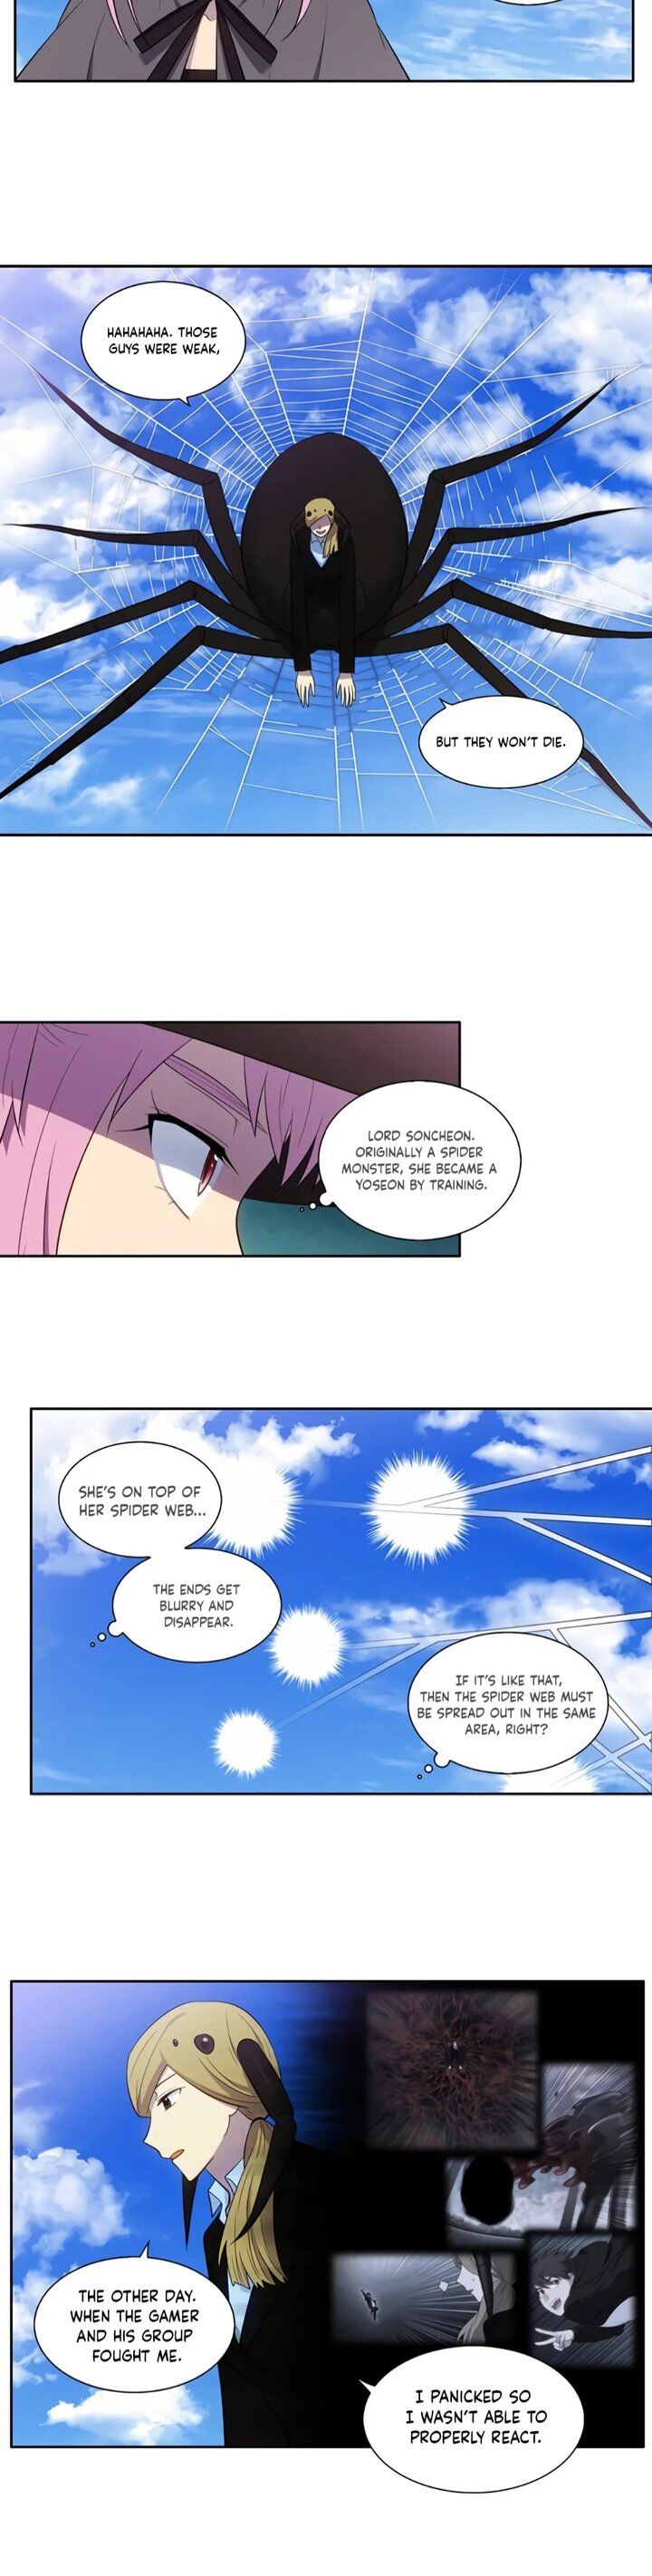 HAHAHAHA. THOSE
GUYS WERE WEAK,
BUT THEY WON'T DIE.
LORD SONCHEON.
ORIGINALLY A SPIDER
MONSTER, SHE BECAME A
YOSEON BY TRAINING.
SHE'S ON TOP OF
HER SPIDER WEB...
THE ENDS GET
BLURRY AND
DISAPPEAR.
IF IT'S LIKE THAT,
THEN THE SPIDER WEB MUST
BE SPREAD OUT IN THE SAME
AREA, RIGHT?
THE OTHER DAY.
WHEN THE GAMER
AND HIS GROUP
FOUGHT ME.
I PANICKED SO
I WASN'T ABLE TO
PROPERLY REACT.